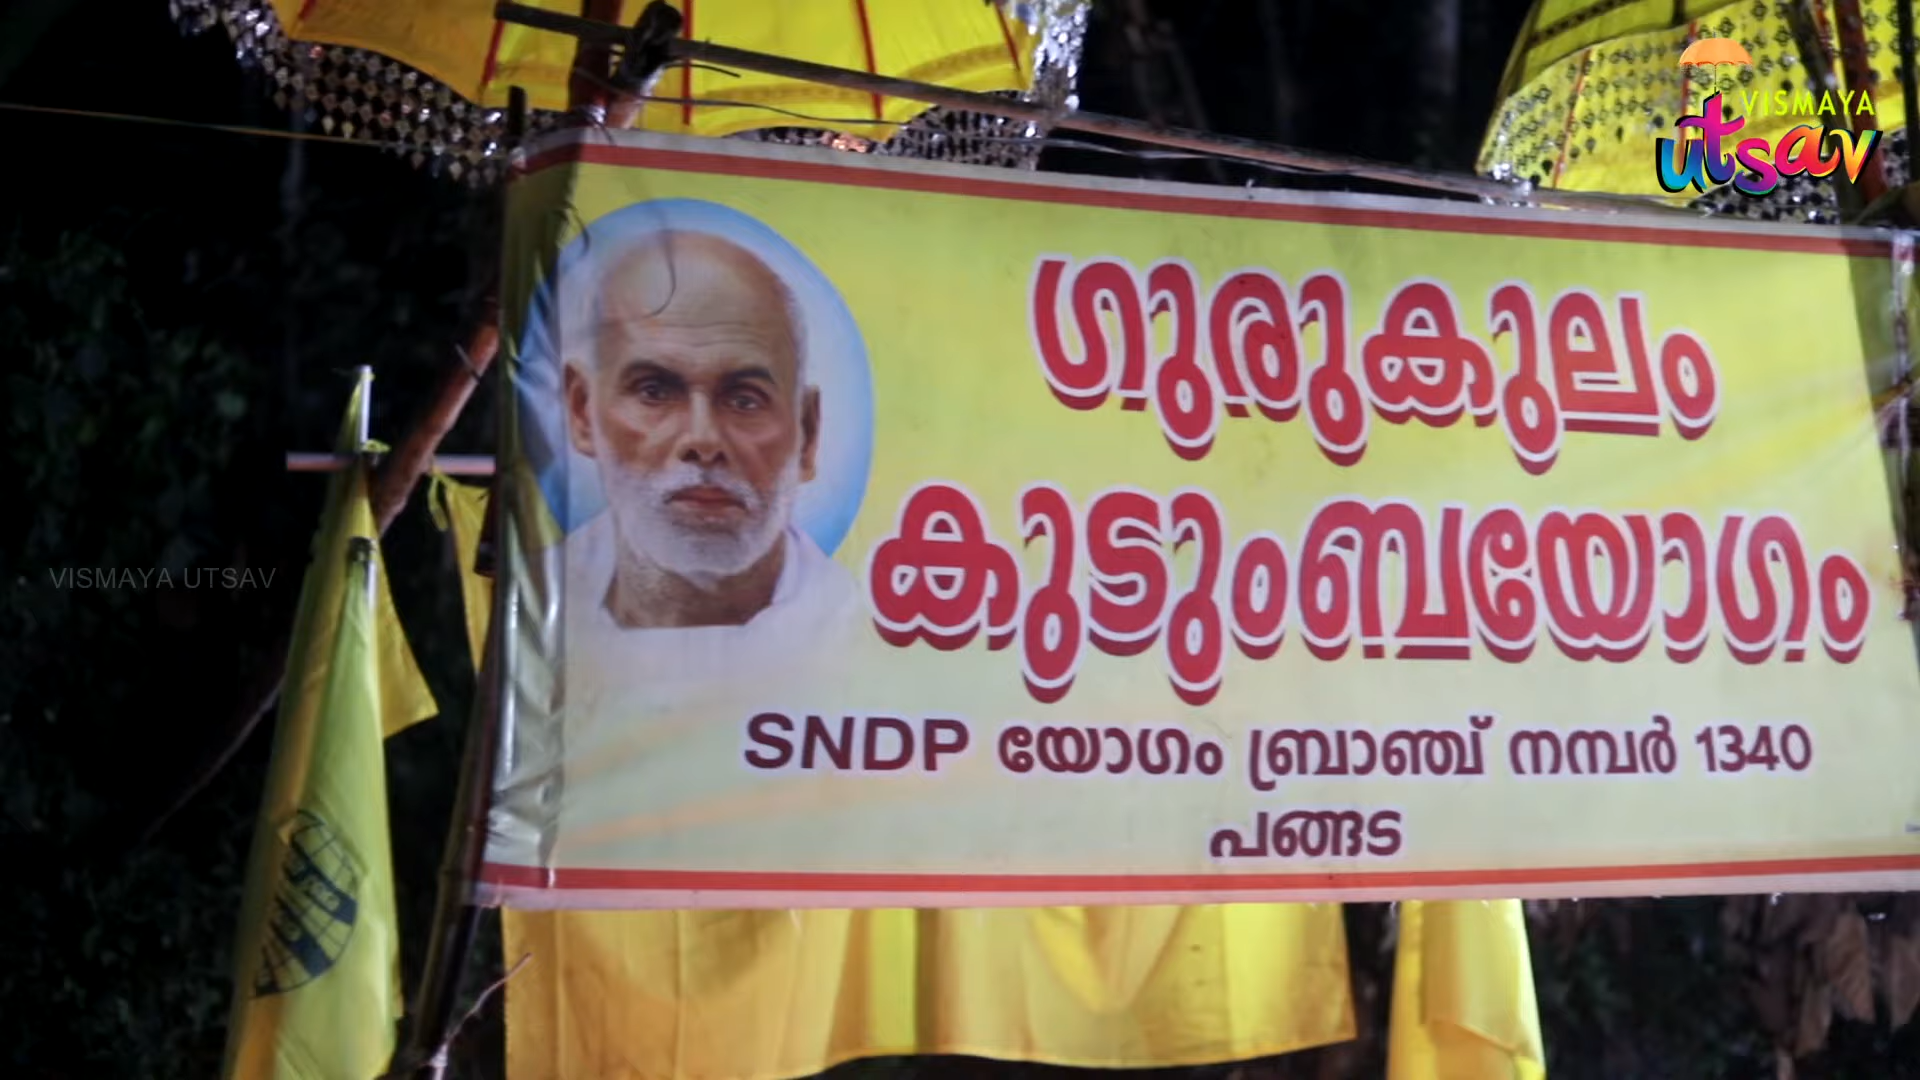 VISMAYA
utsav
ഗുരുകുലം
കുടുംബയോഗം
VISMAYA UTSAV
SNDP യോഗം ബ്രാഞ്ച് നമ്പർ 1340
പങ്ങട